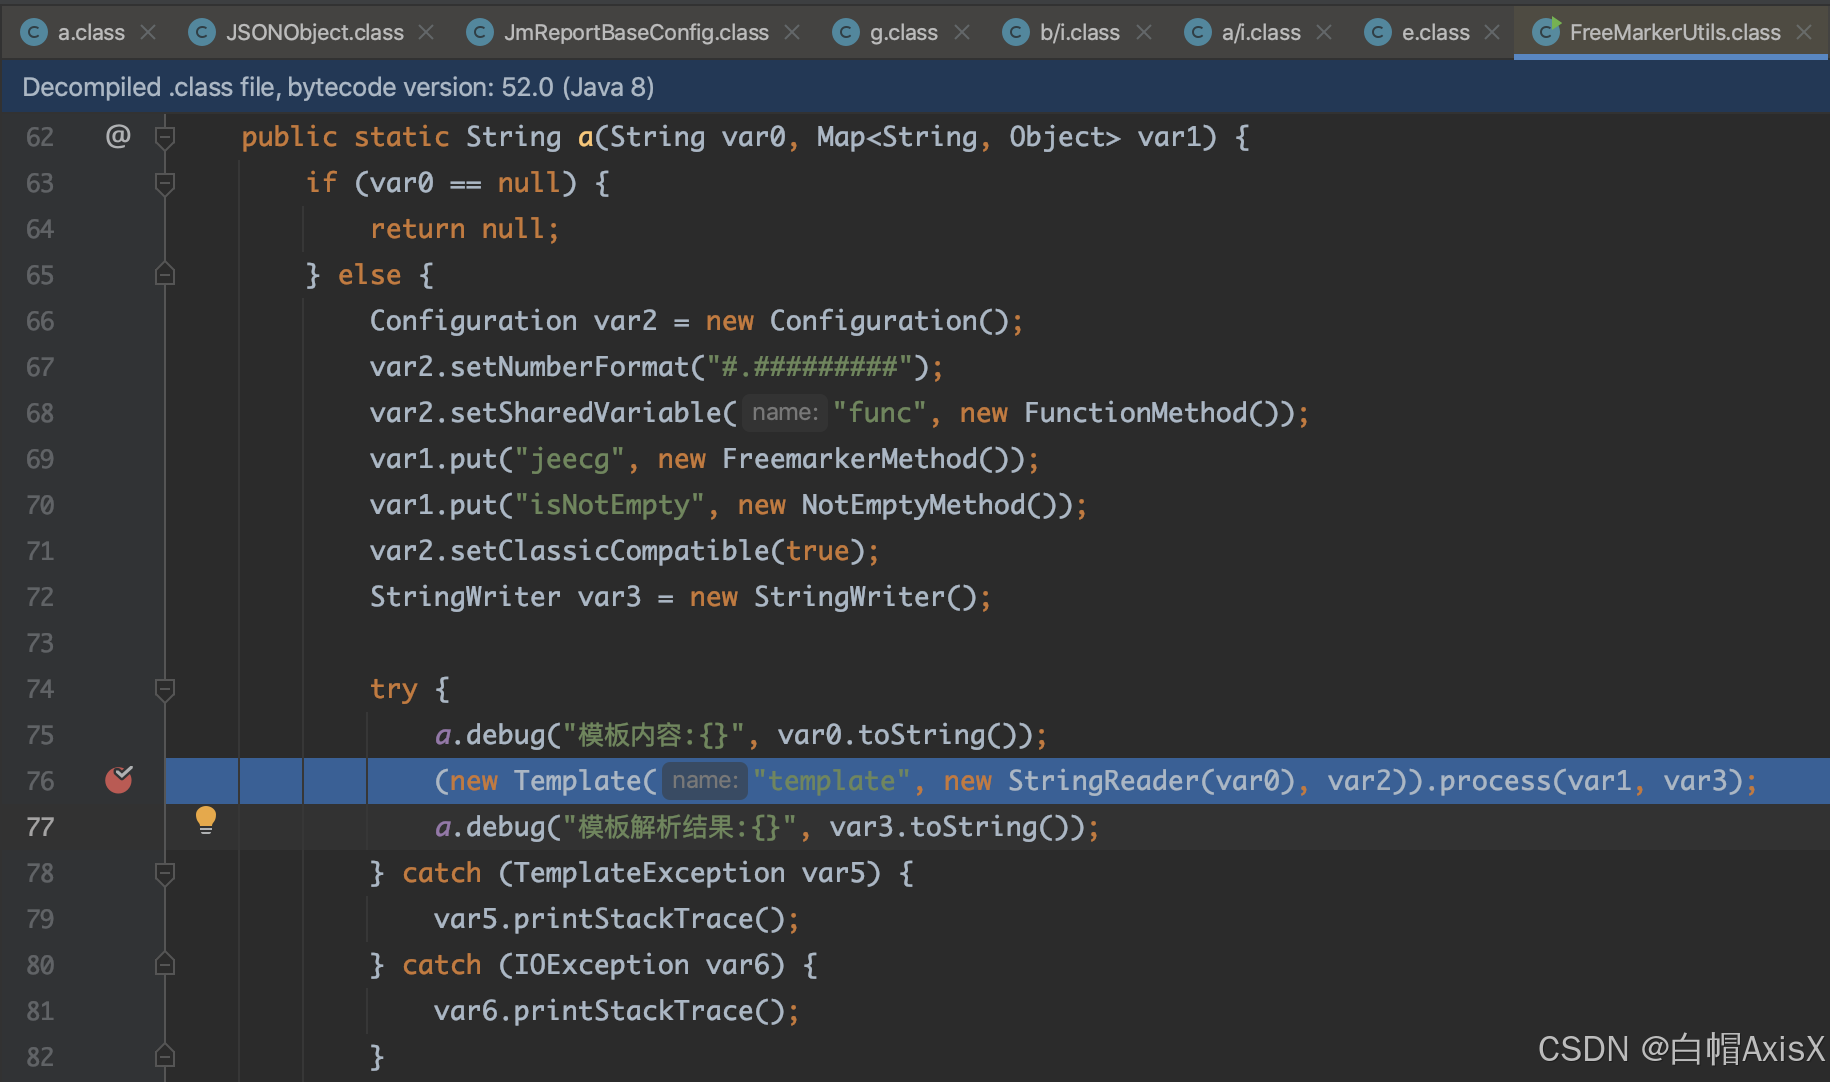 a.class JSONObject.class JmReportBaseConfig.class g.class b/i.class a/i.class e.class FreeMarkerUtils.class
Decompiled .class file, bytecode version: 52.0 (Java 8)
62 @ public static String a(String var0, Map<String, Object> var1) {
63 if (var0 == null) {
64 return null;
65 } else {
66 Configuration var2 = new Configuration();
67 var2.setNumberFormat("#.#########");
68 var2.setSharedVariable( name: "func", new FunctionMethod());
69 var1.put("jeecg", new FreemarkerMethod());
70 var1.put("isNotEmpty", new NotEmptyMethod());
71 var2.setClassicCompatible(true);
72 StringWriter var3 = new StringWriter();
73
74 try {
75 a.debug("模板内容:{}", var0.toString());
76 (new Template( name: "template", new StringReader(var0), var2)).process(var1, var3);
77 a.debug("模板解析结果:{}", var3.toString());
78 } catch (TemplateException var5) {
79 var5.printStackTrace();
80 } catch (IOException var6) {
81 var6.printStackTrace();
82 }
CSDN @白帽AxisX